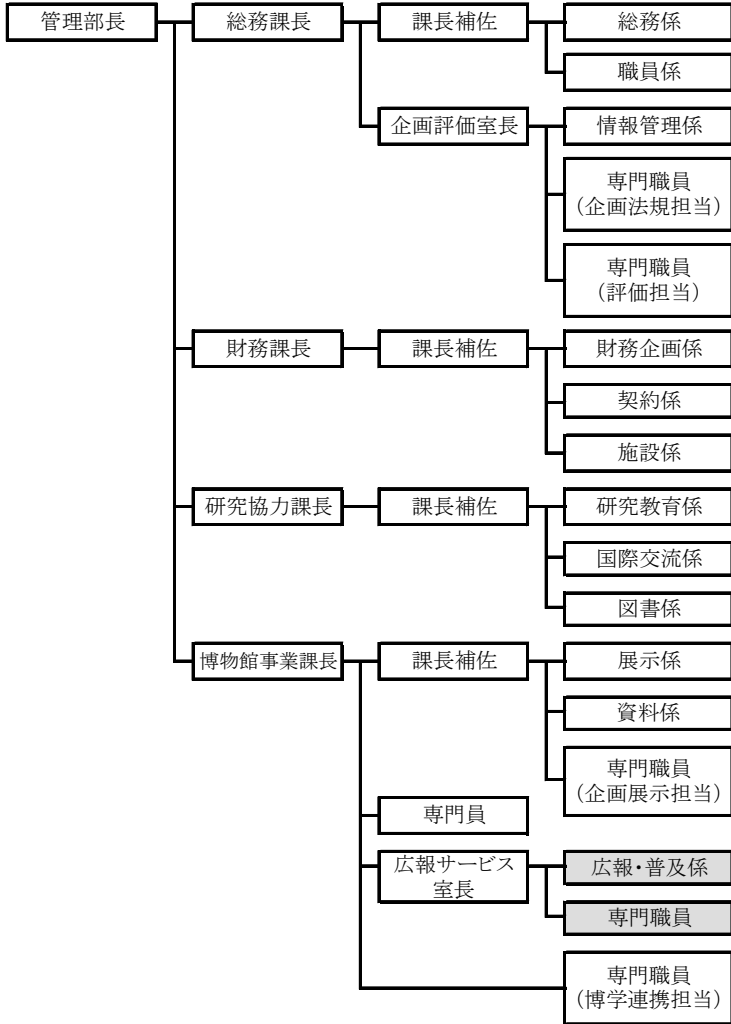 管理部長
総務課長
課長補佐
総務係
職員係
企画評価室長
情報管理係
専門職員
（企画法規担当）
専門職員
（評価担当）
財務課長
課長補佐
財務企画係
契約係
施設係
研究協力課長
課長補佐
研究教育係
国際交流係
図書係
博物館事業課長
課長補佐
展示係
資料係
専門職員
（企画展示担当）
専門員
広報サービス
室長
広報・普及係
専門職員
専門職員
（博学連携担当）